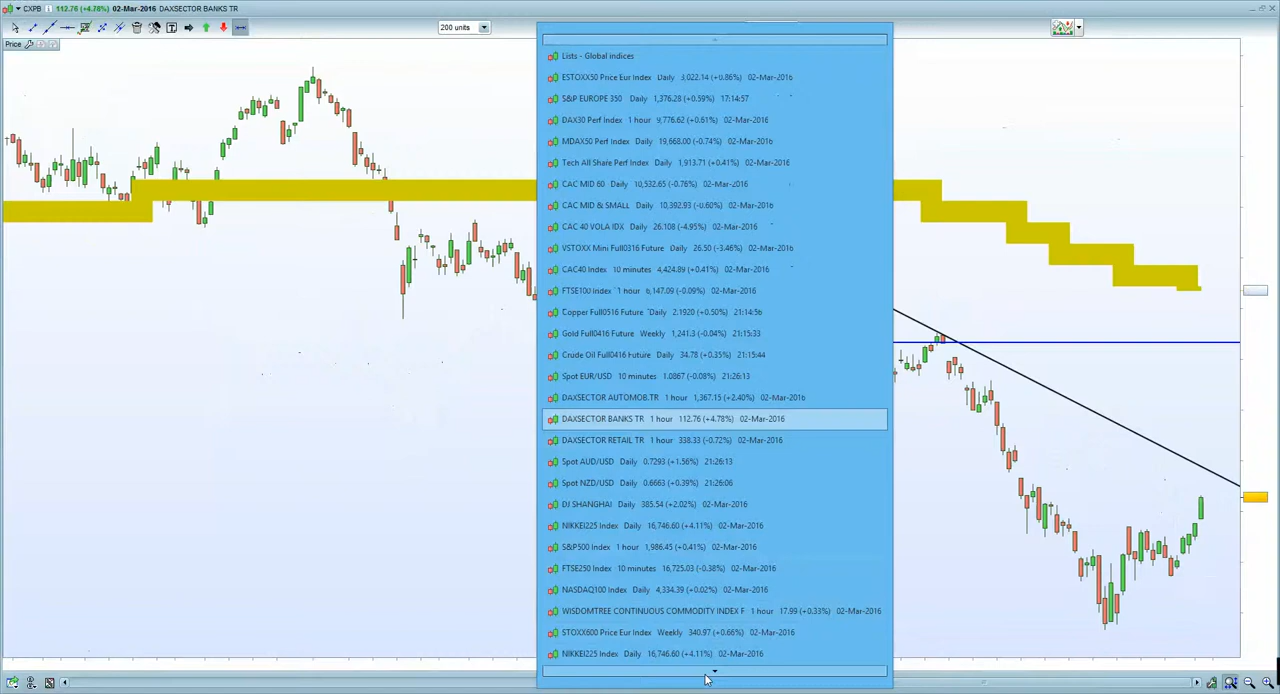 CXPB 112.76 (+4.78%) 02-Mar-2016 DAXSECTOR BANKS TR
200 units
Price
Lists - Global indices
ESTOXX50 Price Eur Index Daily 3,022.14 (+0.86%) 02-Mar-2016
S&P EUROPE 350 Daily 1,376.28 (+0.59%) 17:14:57
DAX30 Perf Index 1 hour 9,776.62 (+0.61%) 02-Mar-2016
MDAX50 Perf Index Daily 19,668.00 (-0.74%) 02-Mar-2016
Tech All Share Perf Index Daily 1,913.71 (+0.41%) 02-Mar-2016
CAC MID 60 Daily 10,532.65 (-0.76%) 02-Mar-2016
CAC MID & SMALL Daily 10,392.93 (-0.60%) 02-Mar-2016
CAC 40 VOLA IDX Daily 26.108 (-4.95%) 02-Mar-2016
VSTOXX Mini Full0316 Future Daily 26.50 (-3.46%) 02-Mar-2016
CAC40 Index 10 minutes 4,424.89 (+0.41%) 02-Mar-2016
FTSE100 Index 1 hour 6,147.09 (-0.09%) 02-Mar-2016
Copper Full0516 Future Daily 2.1920 (+0.50%) 21:14:56
Gold Full0416 Future Weekly 1,241.3 (-0.04%) 21:15:33
Crude Oil Full0416 Future Daily 34.78 (+0.35%) 21:15:44
Spot EUR/USD 10 minutes 1.0867 (-0.08%) 21:26:13
DAXSECTOR AUTOMOB.TR 1 hour 1,367.15 (+2.40%) 02-Mar-2016
DAXSECTOR BANKS TR 1 hour 112.76 (+4.78%) 02-Mar-2016
DAXSECTOR RETAIL TR 1 hour 338.33 (-0.72%) 02-Mar-2016
Spot AUD/USD Daily 0.7293 (+1.56%) 21:26:13
Spot NZD/USD Daily 0.6663 (+0.39%) 21:26:06
DJ SHANGHAI Daily 385.54 (+2.02%) 02-Mar-2016
NIKKEI225 Index Daily 16,746.60 (+4.11%) 02-Mar-2016
S&P500 Index 1 hour 1,986.45 (+0.41%) 02-Mar-2016
FTSE250 Index 10 minutes 16,725.03 (-0.38%) 02-Mar-2016
NASDAQ100 Index Daily 4,334.39 (+0.02%) 02-Mar-2016
WISDOMTREE CONTINUOUS COMMODITY INDEX F 1 hour 17.99 (+0.33%) 02-Mar-2016
STOXX600 Price Eur Index Weekly 340.97 (+0.66%) 02-Mar-2016
NIKKEI225 Index Daily 16,746.60 (+4.11%) 02-Mar-2016